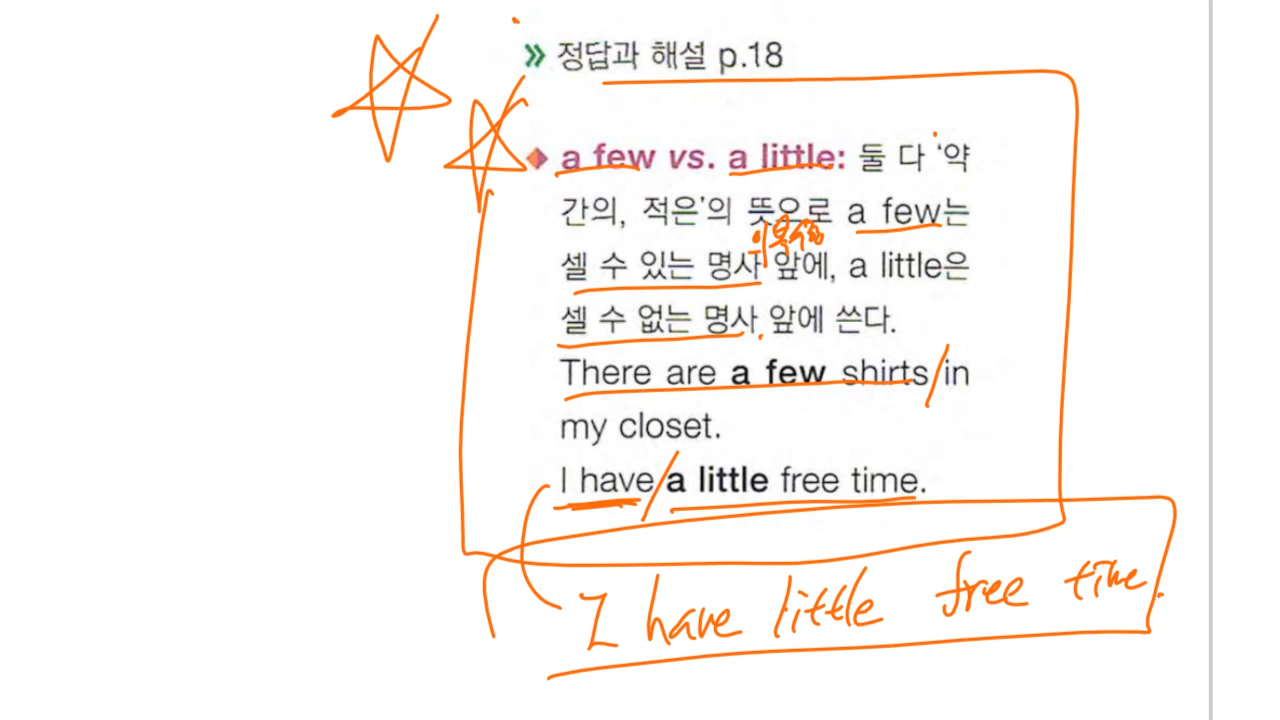 » 정답과 해설 p.18
◆ a few vs. a little: 둘 다 ‘약
간의, 적은’의 뜻으로 a few는
셀 수 있는 명사 앞에, a little은
셀 수 없는 명사 앞에 쓴다.
There are a few shirts in
my closet.
I have a little free time.
I have little free time.